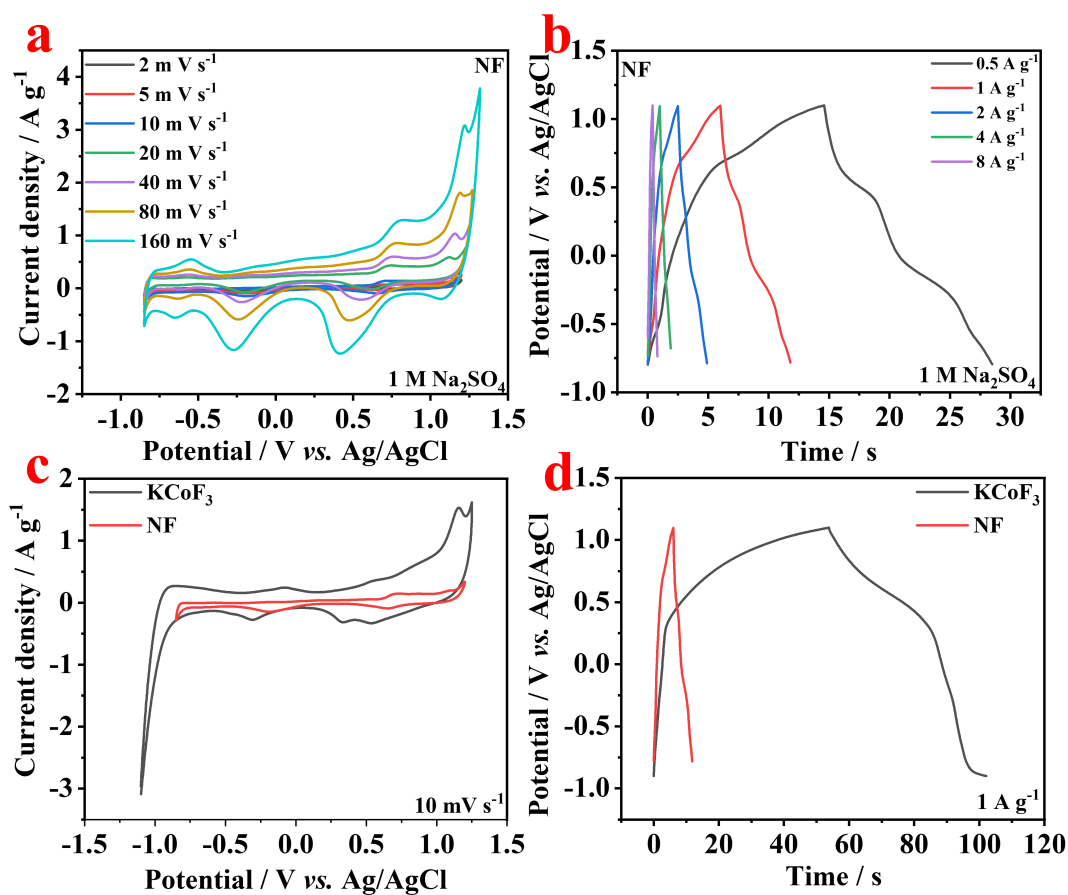 a
NF
2 m V s⁻¹
5 m V s⁻¹
10 m V s⁻¹
20 m V s⁻¹
40 m V s⁻¹
80 m V s⁻¹
160 m V s⁻¹
4
3
2
1
0
-1
-2
Current density / A g⁻¹
1 M Na₂SO₄
-1.0
-0.5
0.0
0.5
1.0
1.5
Potential / V vs. Ag/AgCl
b
NF
0.5 A g⁻¹
1 A g⁻¹
2 A g⁻¹
4 A g⁻¹
8 A g⁻¹
1.5
1.0
0.5
0.0
-0.5
-1.0
Potential / V vs. Ag/AgCl
1 M Na₂SO₄
0
5
10
15
20
25
30
Time / s
c
KCoF₃
NF
2
1
0
-1
-2
-3
Current density / A g⁻¹
10 mV s⁻¹
-1.5
-1.0
-0.5
0.0
0.5
1.0
1.5
Potential / V vs. Ag/AgCl
d
KCoF₃
NF
1.5
1.0
0.5
0.0
-0.5
-1.0
Potential / V vs. Ag/AgCl
1 A g⁻¹
0
20
40
60
80
100
120
Time / s